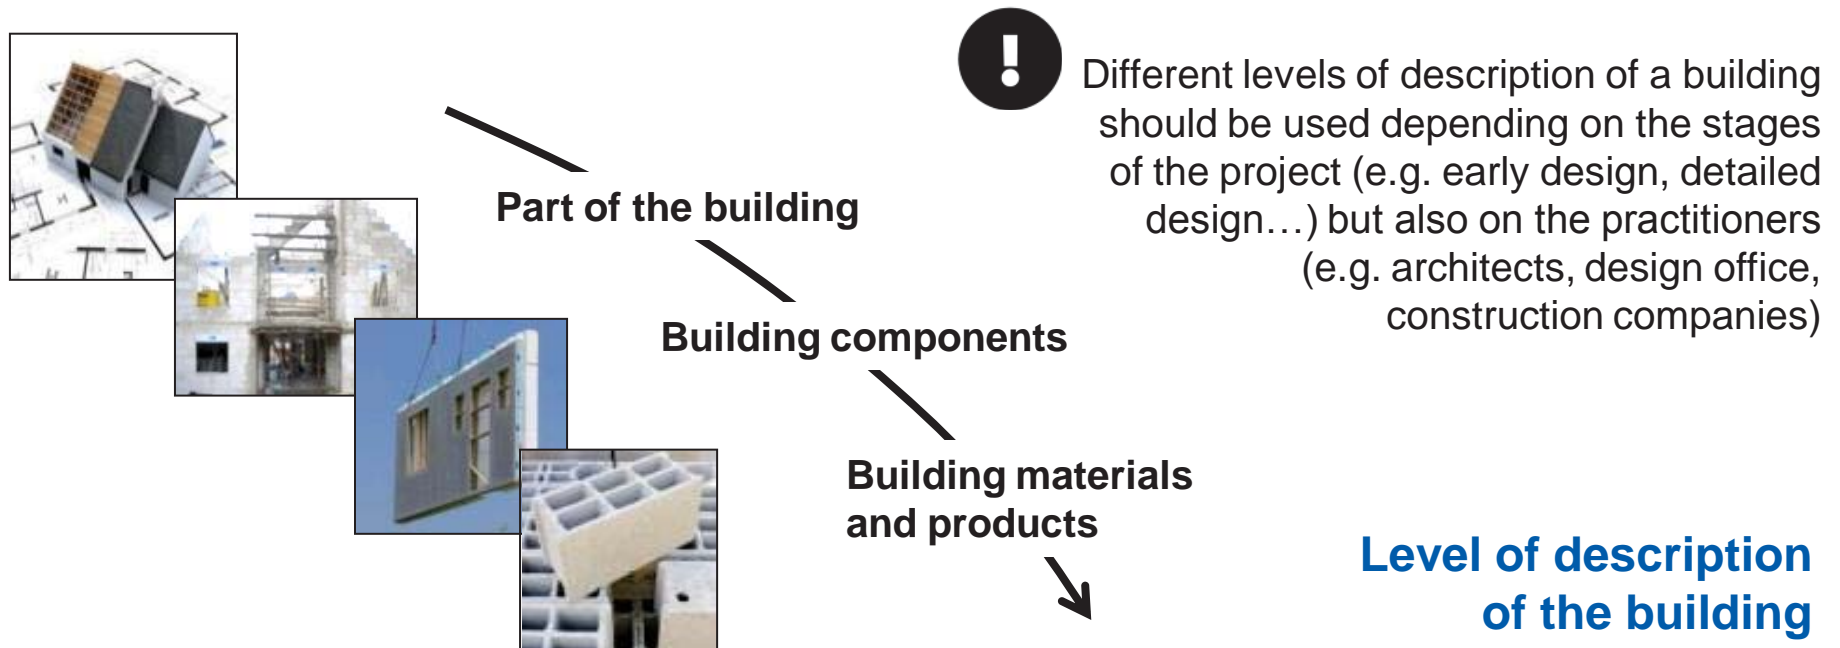 Different levels of description of a building
should be used depending on the stages
of the project (e.g. early design, detailed
design…) but also on the practitioners
(e.g. architects, design office,
construction companies)
Part of the building
Building components
Building materials
and products
Level of description
of the building